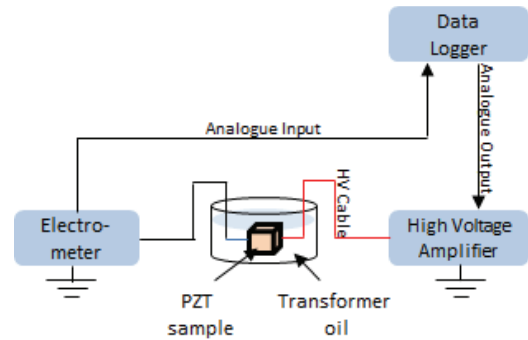 Data
Logger
Analogue Input
Analogue Output
HV Cable
Electro-
meter
High Voltage
Amplifier
PZT
sample
Transformer
oil